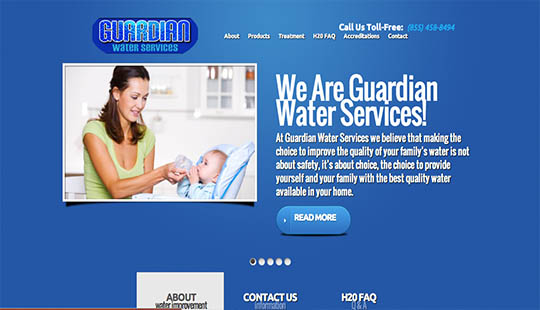 GUARDIAN
water services
Call Us Toll-Free: (855) 458-8494
About Products Treatment H20 FAQ Accreditations Contact
We Are Guardian
Water Services!
At Guardian Water Services we believe that making the
choice to improve the quality of your family's water is not
about safety, it's about choice, the choice to provide
yourself and your family with the best quality water
available in your home.
READ MORE
ABOUT
water improvement
CONTACT US
information
H20 FAQ
Q & A